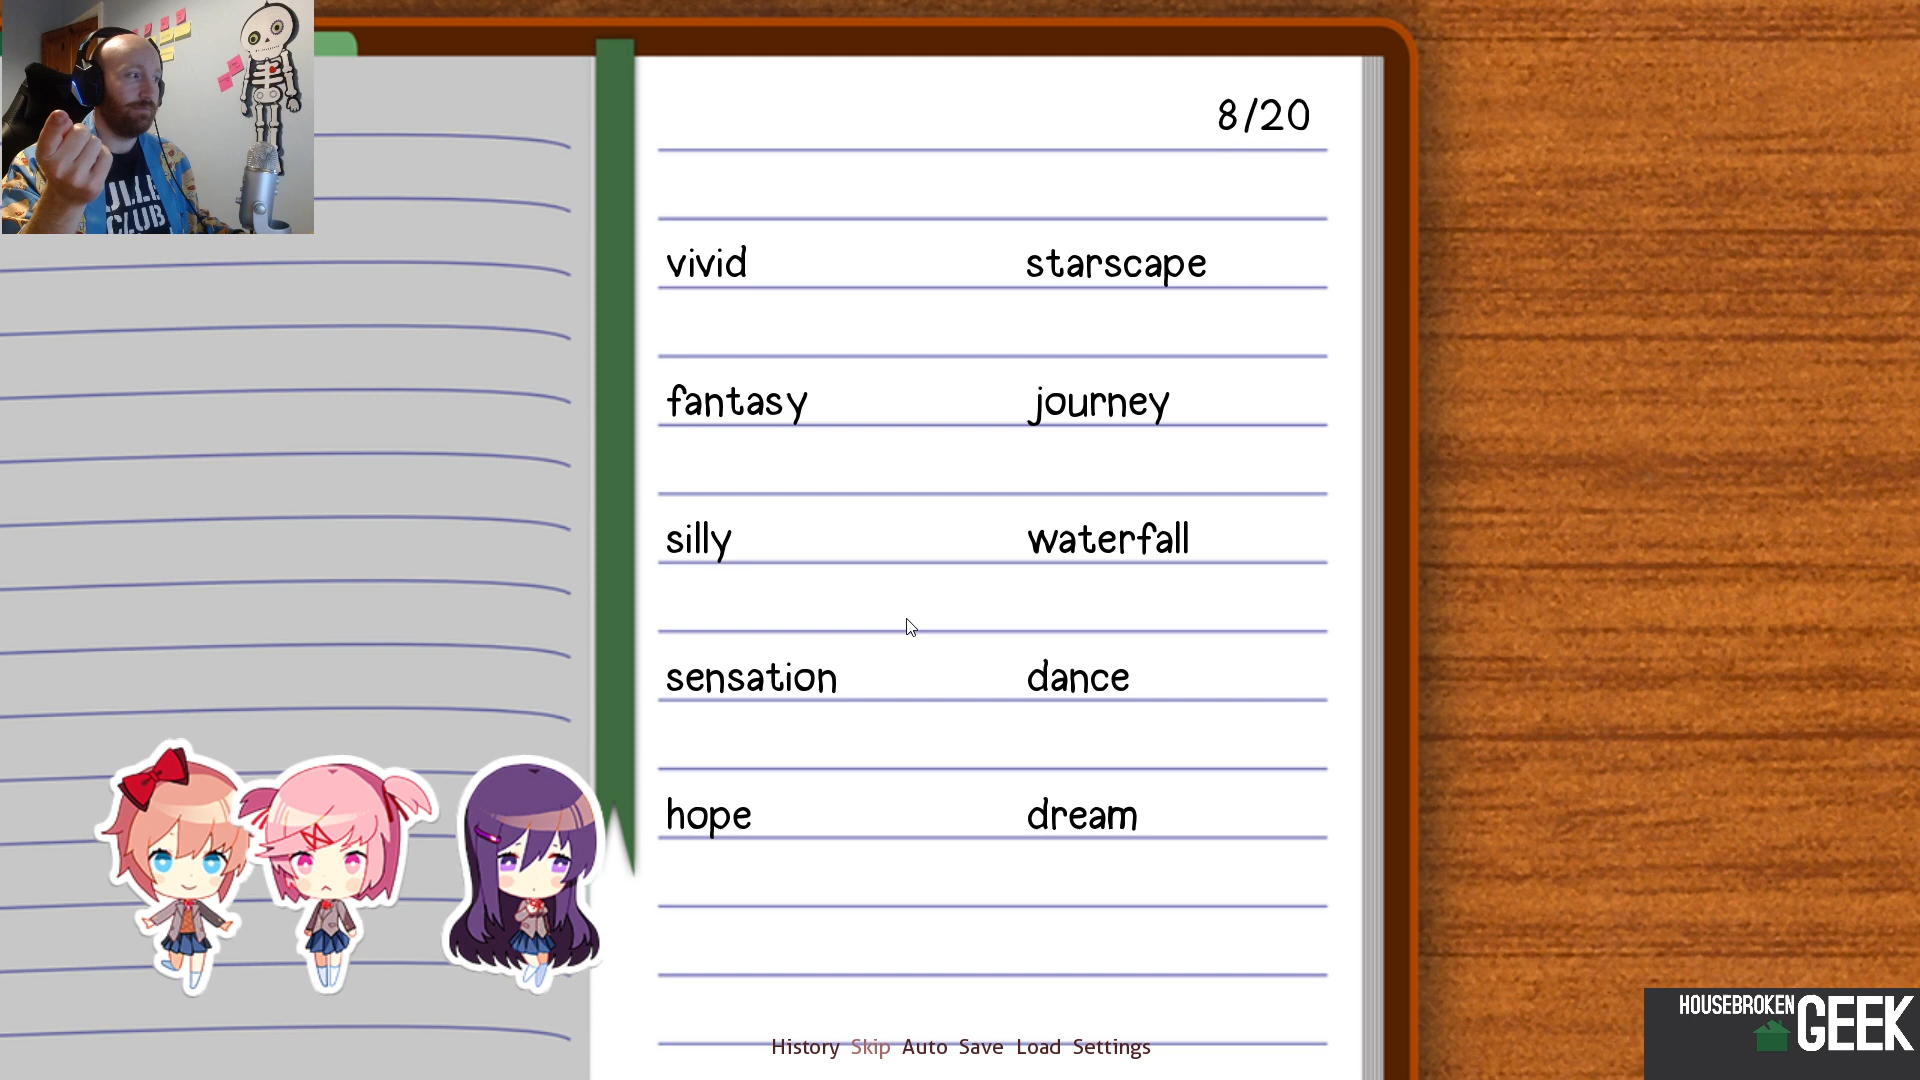 8/20
vivid starscape
fantasy journey
silly waterfall
sensation dance
hope dream
History Skip Auto Save Load Settings
CLUB
HOUSEBROKEN GEEK